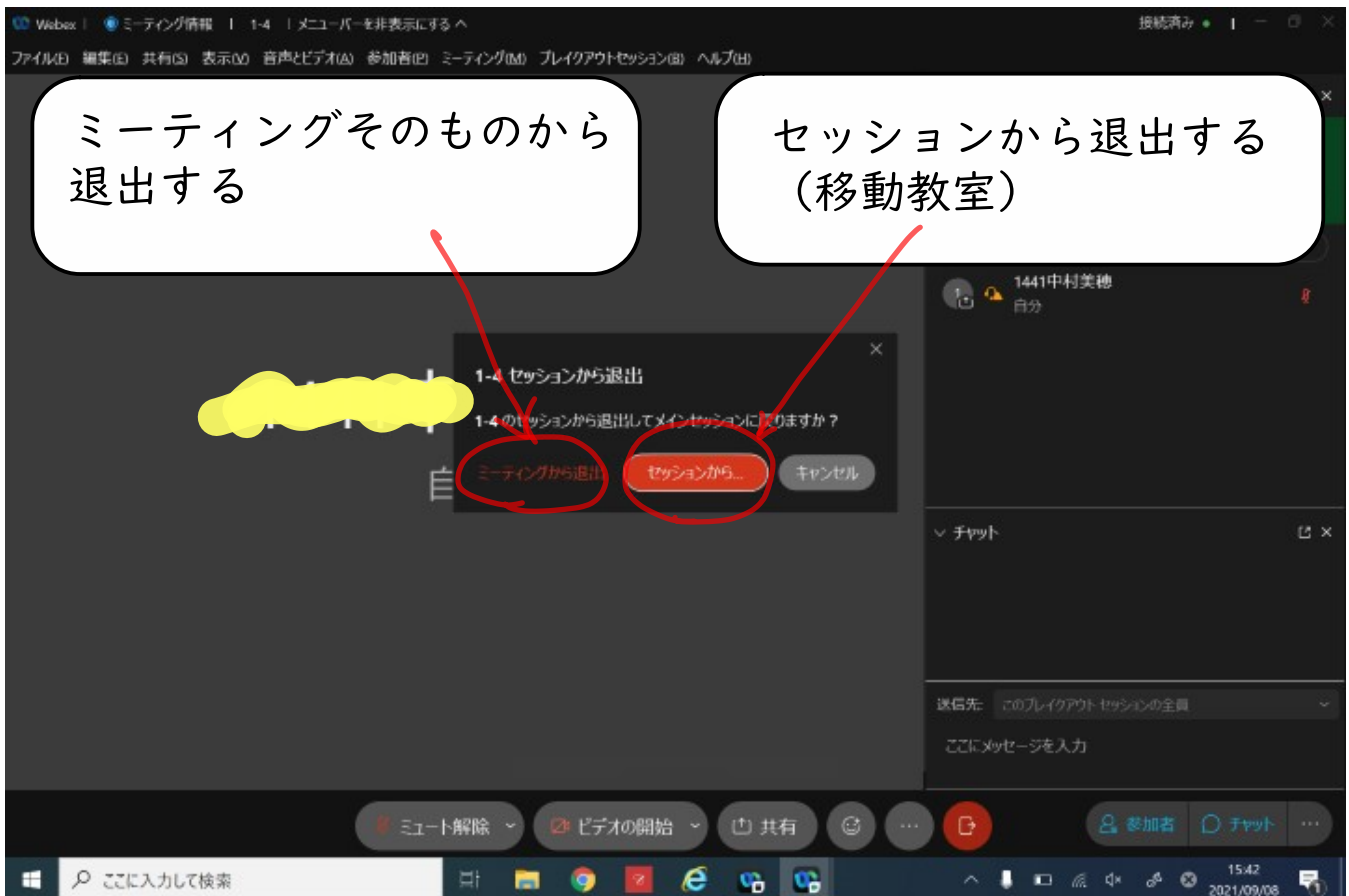 Webex | ミーティング情報 | 1-4 | メニューバーを非表示にする へ
接続済み
ファイル(F) 編集(E) 共有(S) 表示(V) 音声とビデオ(A) 参加者(P) ミーティング(M) ブレイクアウトセッション(B) ヘルプ(H)
ミーティングそのものから
退出する
セッションから退出する
(移動教室)
1441中村美穂
自分
1-4 セッションから退出
1-4 のセッションから退出してメインセッションに戻りますか?
ミーティングから退出
セッションから...
キャンセル
自
チャット
送信先: このブレイクアウト セッションの全員
ここにメッセージを入力
ミュート解除
ビデオの開始
共有
参加者
チャット
ここに入力して検索
15:42
2021/09/08